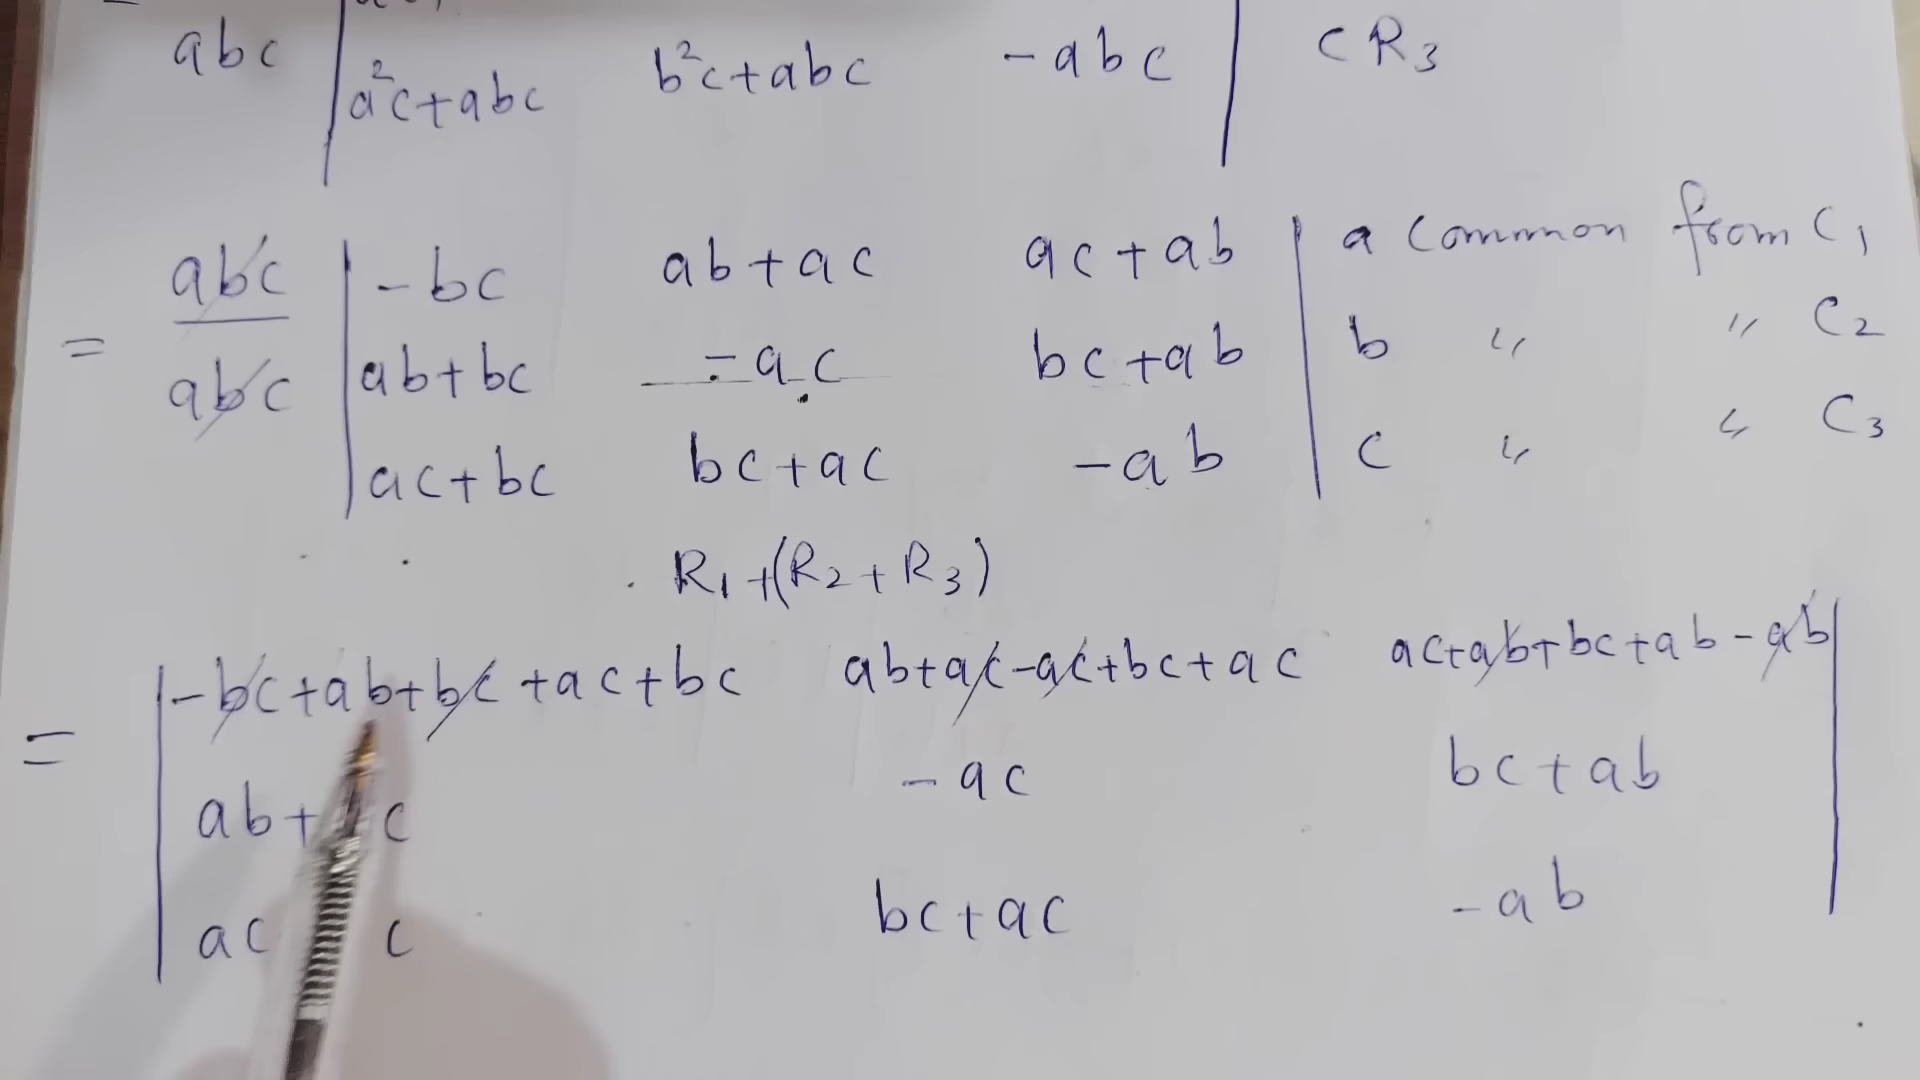 abc | a²c+abc b²c+abc -abc | CR3
= abc/abc | -bc ab+ac ac+ab | a common from C1
ab+bc -ac bc+ab | b " " C2
ac+bc bc+ac -ab | c " " C3
R1+(R2+R3)
= | -bc+ab+bc+ac+bc ab+ac-ac+bc+ac ac+ab+bc+ab-ab |
ab+ c -ac bc+ab
ac c bc+ac -ab